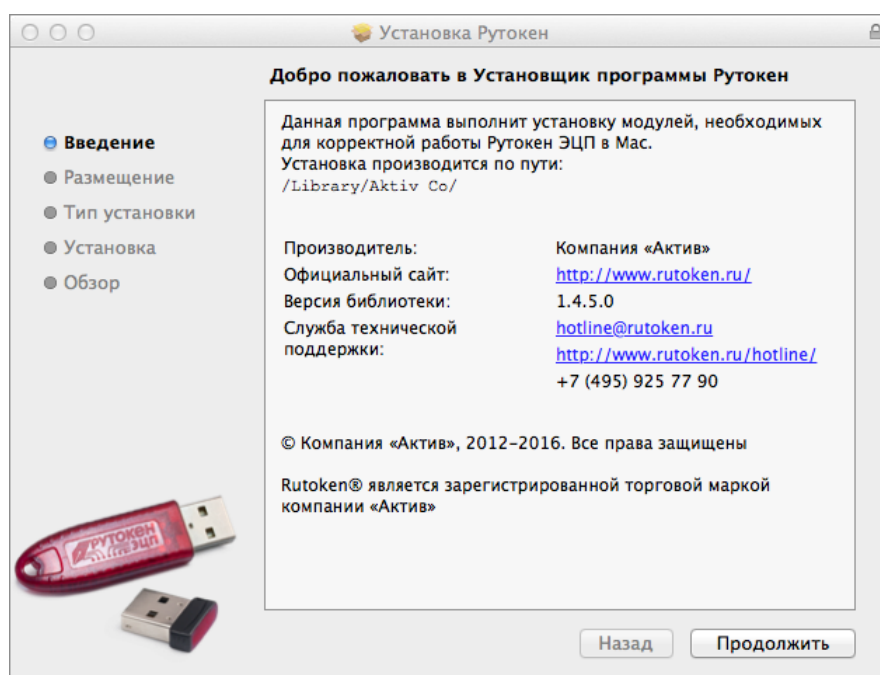 Установка Рутокен
Добро пожаловать в Установщик программы Рутокен
Введение
Размещение
Тип установки
Установка
Обзор
Данная программа выполнит установку модулей, необходимых
для корректной работы Рутокен ЭЦП в Mac.
Установка производится по пути:
/Library/Aktiv Co/
Производитель: Компания «Актив»
Официальный сайт: http://www.rutoken.ru/
Версия библиотеки: 1.4.5.0
Служба технической hotline@rutoken.ru
поддержки: http://www.rutoken.ru/hotline/
+7 (495) 925 77 90
© Компания «Актив», 2012-2016. Все права защищены
Rutoken® является зарегистрированной торговой маркой
компании «Актив»
РУТОКЕН
ЭЦП
Назад Продолжить